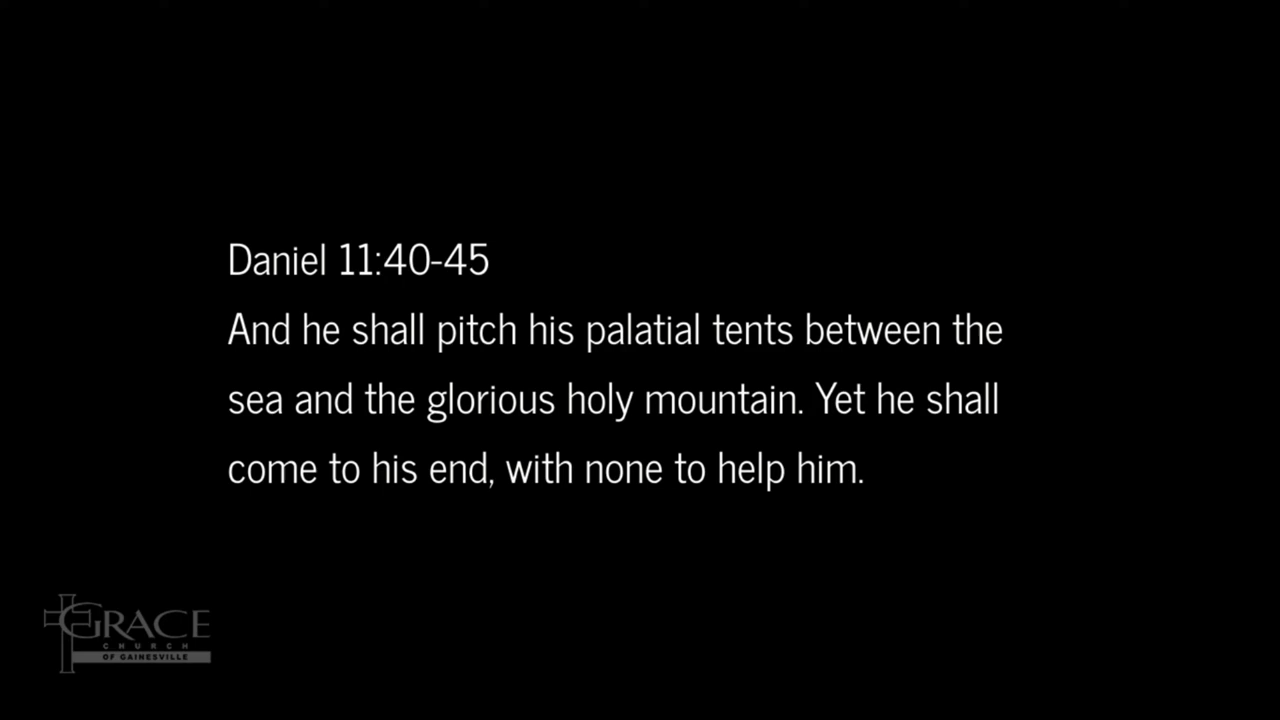 Daniel 11:40-45
And he shall pitch his palatial tents between the
sea and the glorious holy mountain. Yet he shall
come to his end, with none to help him.
GRACE
CHURCH
OF GAINESVILLE